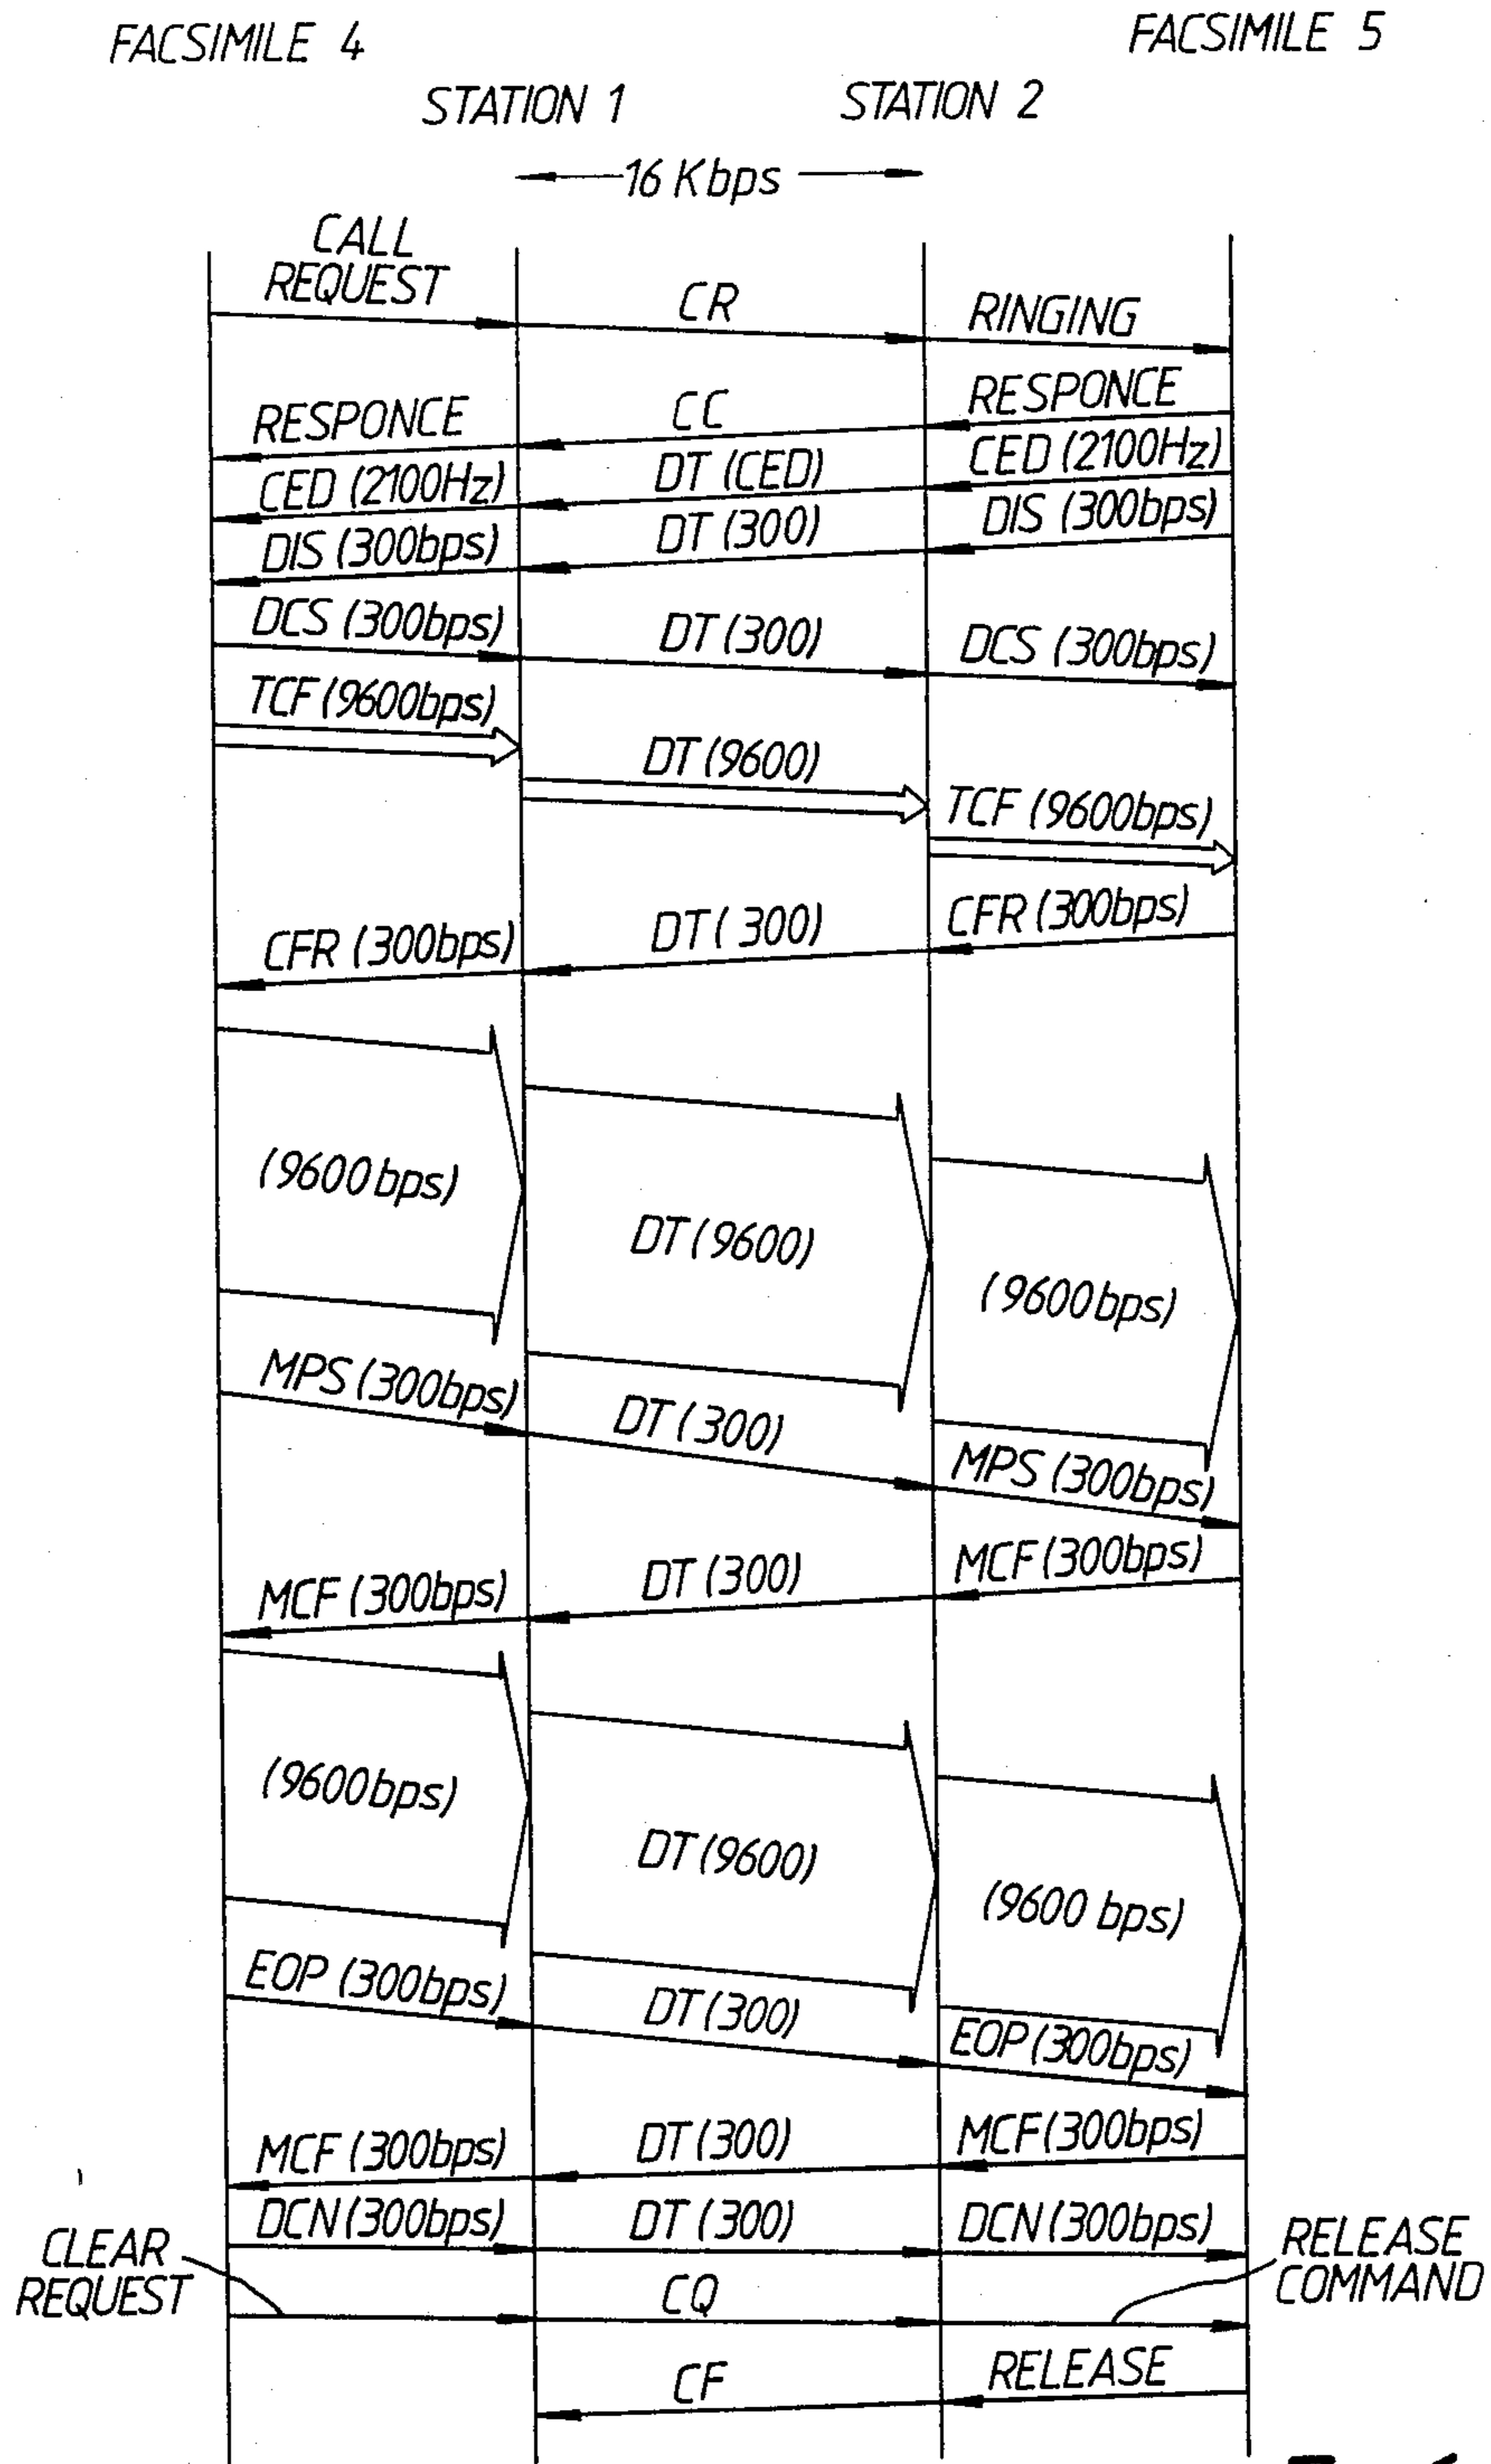 FACSIMILE 4
FACSIMILE 5
STATION 1
STATION 2
16 Kbps
CALL
REQUEST
CR
RINGING
RESPONCE
CC
RESPONCE
CED (2100Hz)
DT (CED)
CED (2100Hz)
DIS (300bps)
DT (300)
DIS (300bps)
DCS (300bps)
DT (300)
DCS (300bps)
TCF (9600bps)
DT (9600)
TCF (9600bps)
CFR (300bps)
DT (300)
CFR (300bps)
(9600bps)
DT (9600)
(9600bps)
MPS (300bps)
DT (300)
MPS (300bps)
MCF (300bps)
DT (300)
MCF (300bps)
(9600bps)
DT (9600)
(9600 bps)
EOP (300bps)
DT (300)
EOP (300bps)
MCF (300bps)
DT (300)
MCF (300bps)
DCN (300bps)
DT (300)
DCN (300bps)
CLEAR
REQUEST
CQ
RELEASE
COMMAND
CF
RELEASE